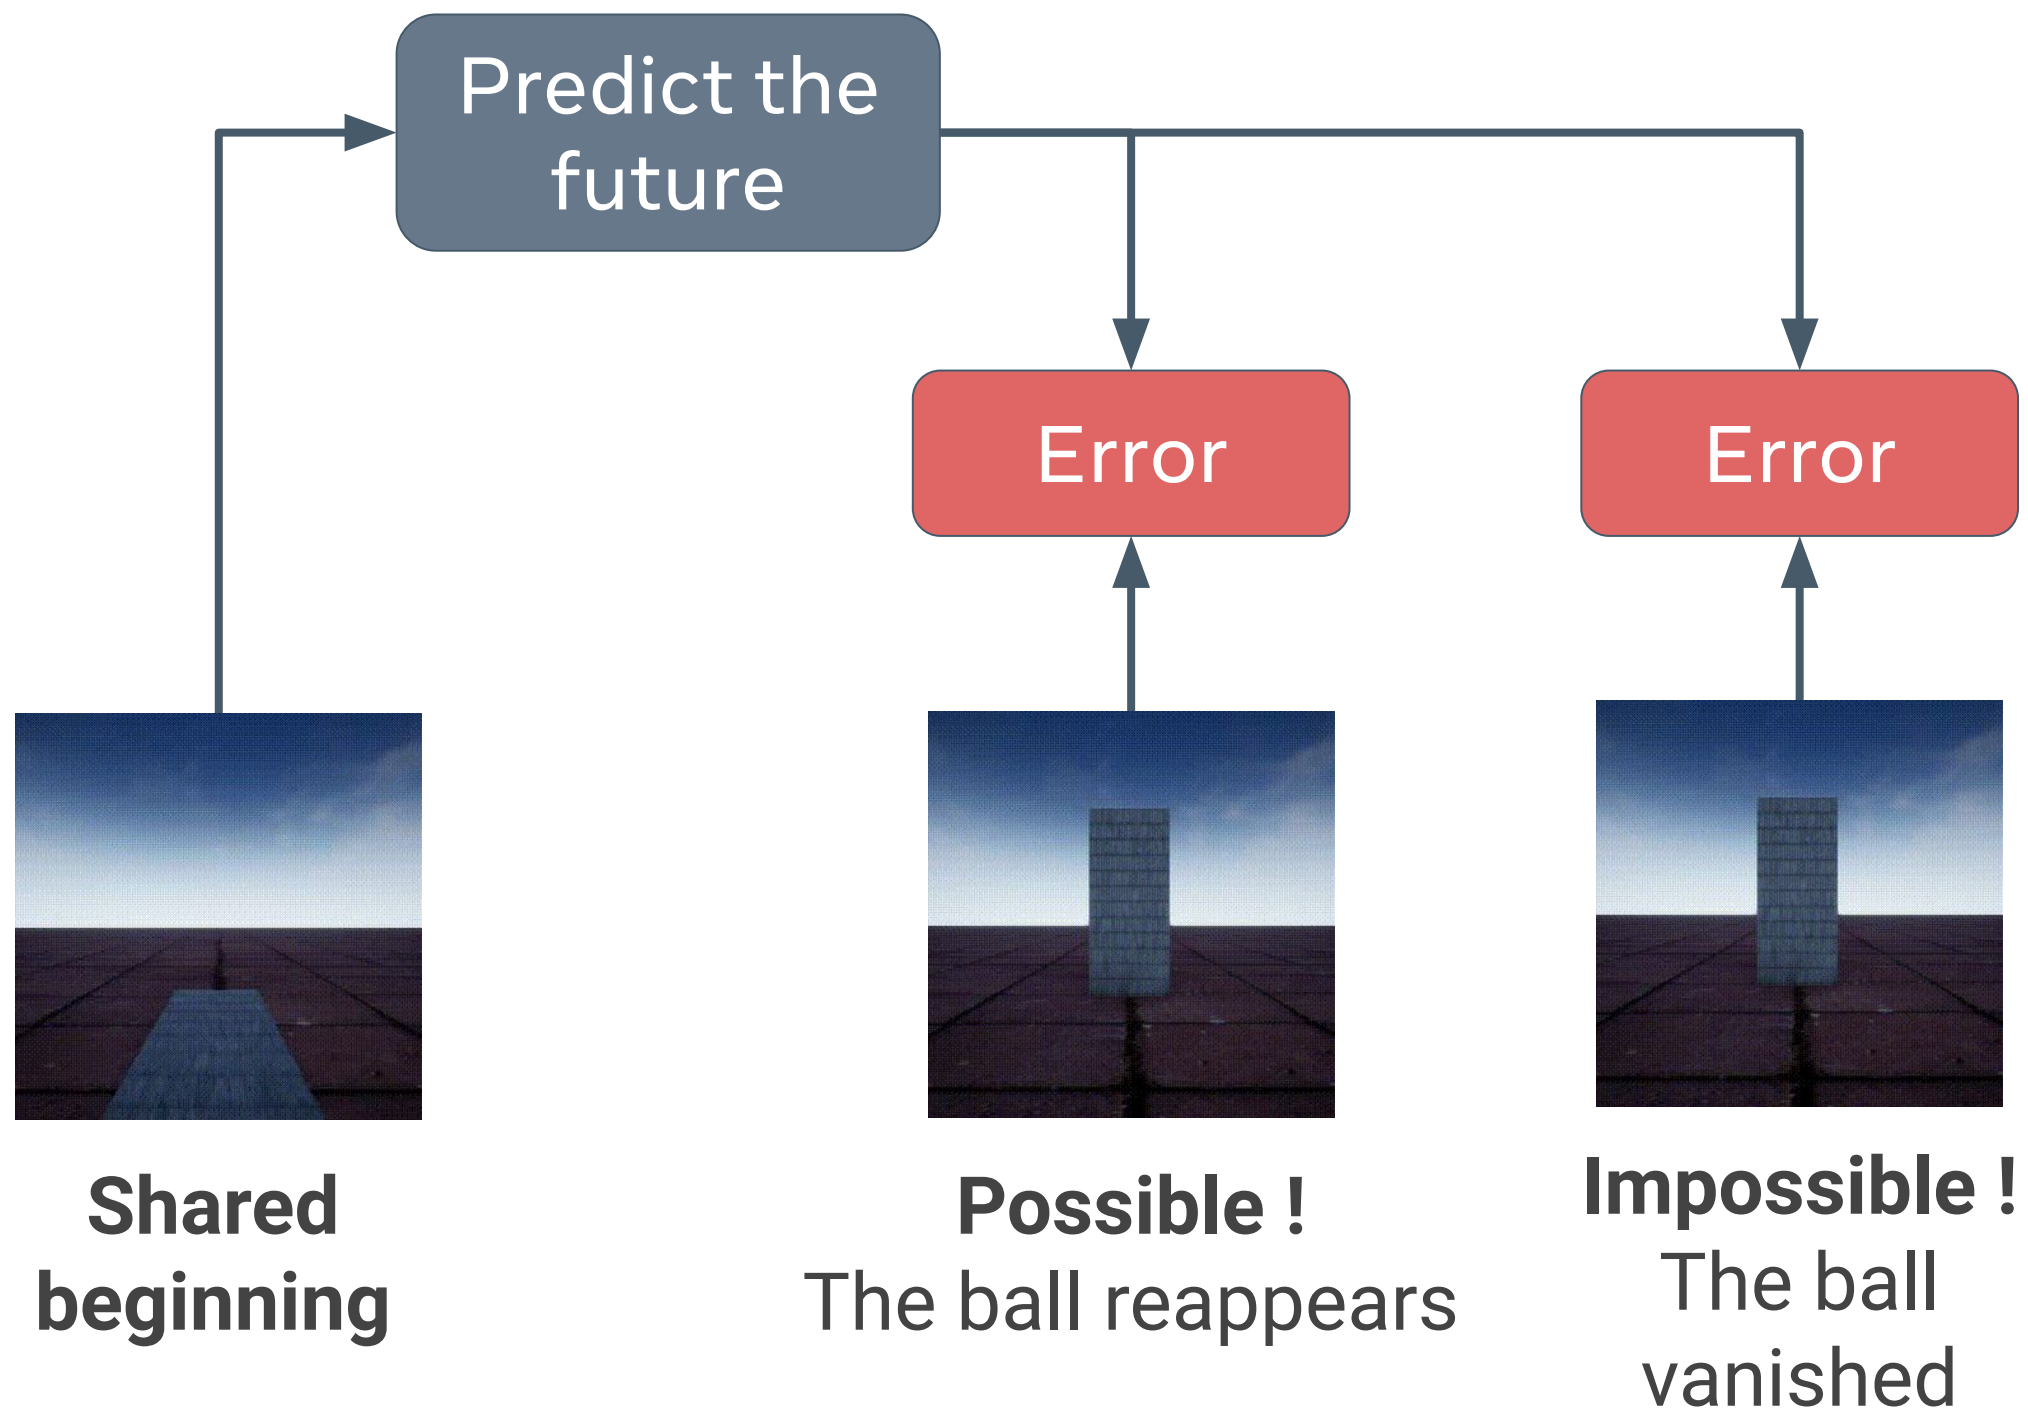 Predict the
future
Error
Error
Shared
beginning
Possible !
The ball reappears
Impossible !
The ball
vanished